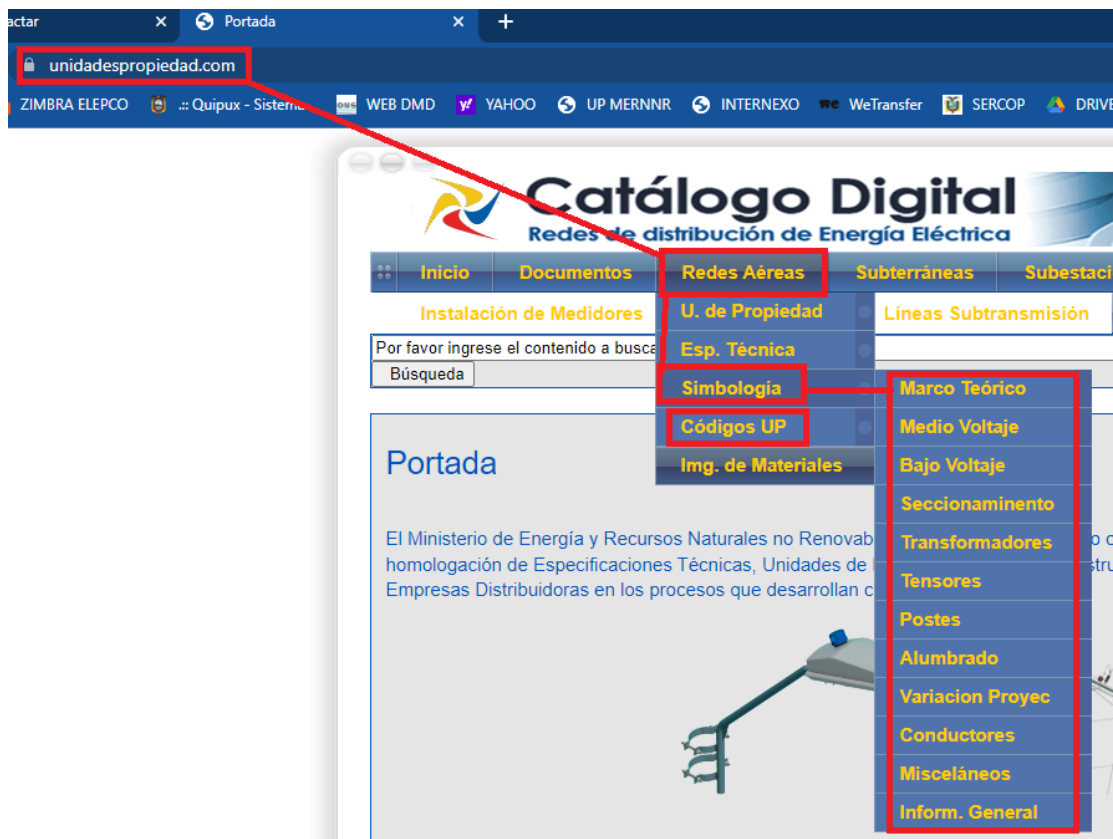 actar
Portada
unidadespropiedad.com
ZIMBRA ELEPCO
.:: Quipux - Sistema
WEB DMD
YAHOO
UP MERNNR
INTERNEXO
WeTransfer
SERCOP
DRIVE
Catálogo Digital
Redes de distribución de Energía Eléctrica
Inicio Documentos Redes Aéreas Subterráneas Subestaci
Instalación de Medidores
Líneas Subtransmisión
U. de Propiedad
Por favor ingrese el contenido a busca
Esp. Técnica
Búsqueda
Simbología
Códigos UP
Img. de Materiales
Marco Teórico
Medio Voltaje
Bajo Voltaje
Seccionaminento
Transformadores
Tensores
Postes
Alumbrado
Variacion Proyec
Conductores
Misceláneos
Inform. General
Portada
El Ministerio de Energía y Recursos Naturales no Renovab
homologación de Especificaciones Técnicas, Unidades de
Empresas Distribuidoras en los procesos que desarrollan c